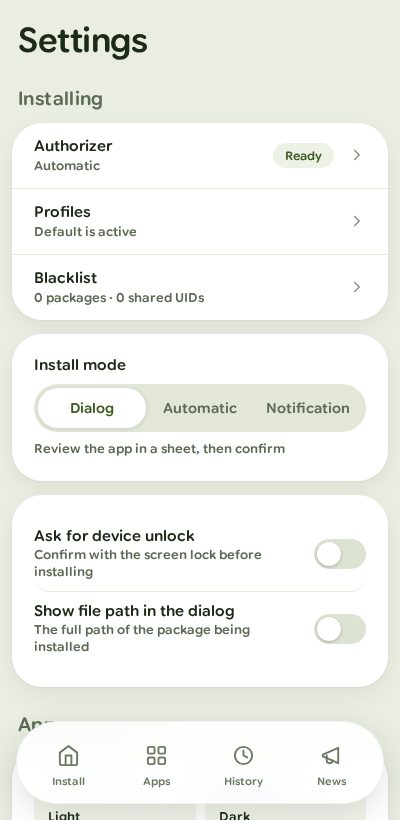 Settings
Installing
Authorizer
Automatic
Ready
Profiles
Default is active
Blacklist
0 packages · 0 shared UIDs
Install mode
Dialog
Automatic
Notification
Review the app in a sheet, then confirm
Ask for device unlock
Confirm with the screen lock before
installing
Show file path in the dialog
The full path of the package being
installed
Install
Apps
History
News
Light
Dark